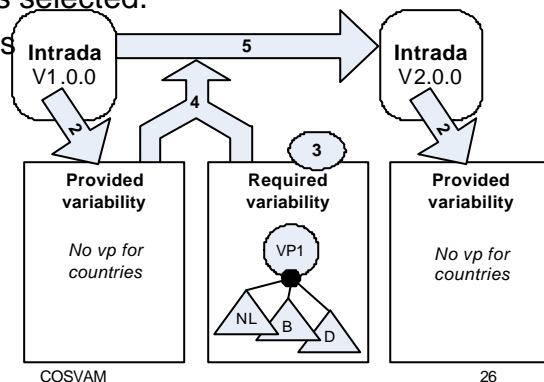 s selected.
s
Intrada
V1.0.0
5
Intrada
V2.0.0
2
4
3
2
Provided
variability
No vp for
countries
Required
variability
VP1
NL
B
D
Provided
variability
No vp for
countries
COSVAM
26